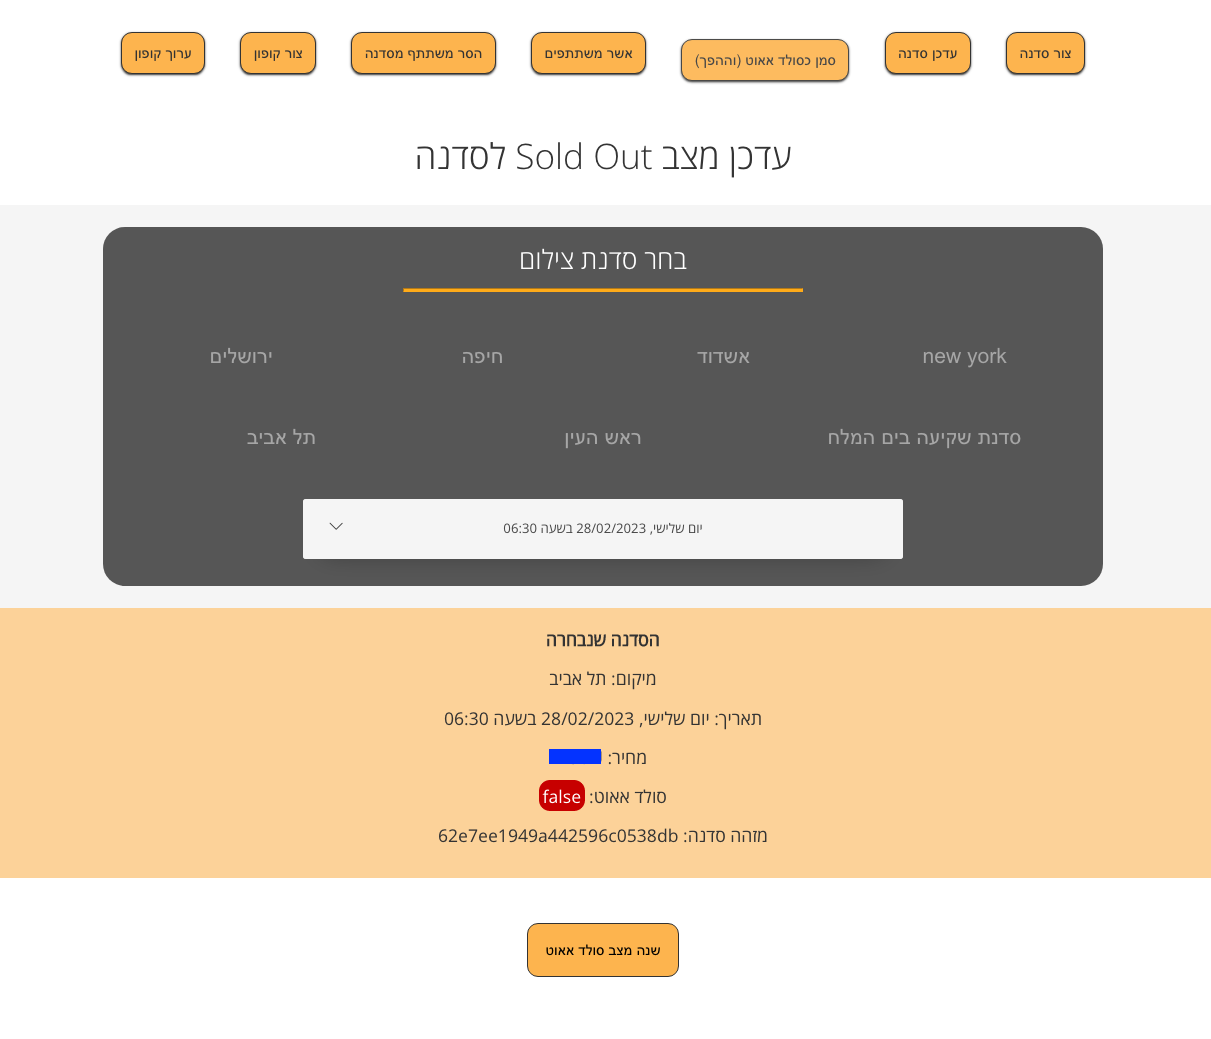 צור סדנה
עדכן סדנה
סמן כסולד אאוט (וההפך)
אשר משתתפים
הסר משתתף מסדנה
צור קופון
ערוך קופון
עדכן מצב Sold Out לסדנה
בחר סדנת צילום
new york
אשדוד
חיפה
ירושלים
סדנת שקיעה בים המלח
ראש העין
תל אביב
יום שלישי, 28/02/2023 בשעה 06:30
הסדנה שנבחרה
מיקום: תל אביב
תאריך: יום שלישי, 28/02/2023 בשעה 06:30
מחיר:
סולד אאוט: false
מזהה סדנה: 62e7ee1949a442596c0538db
שנה מצב סולד אאוט